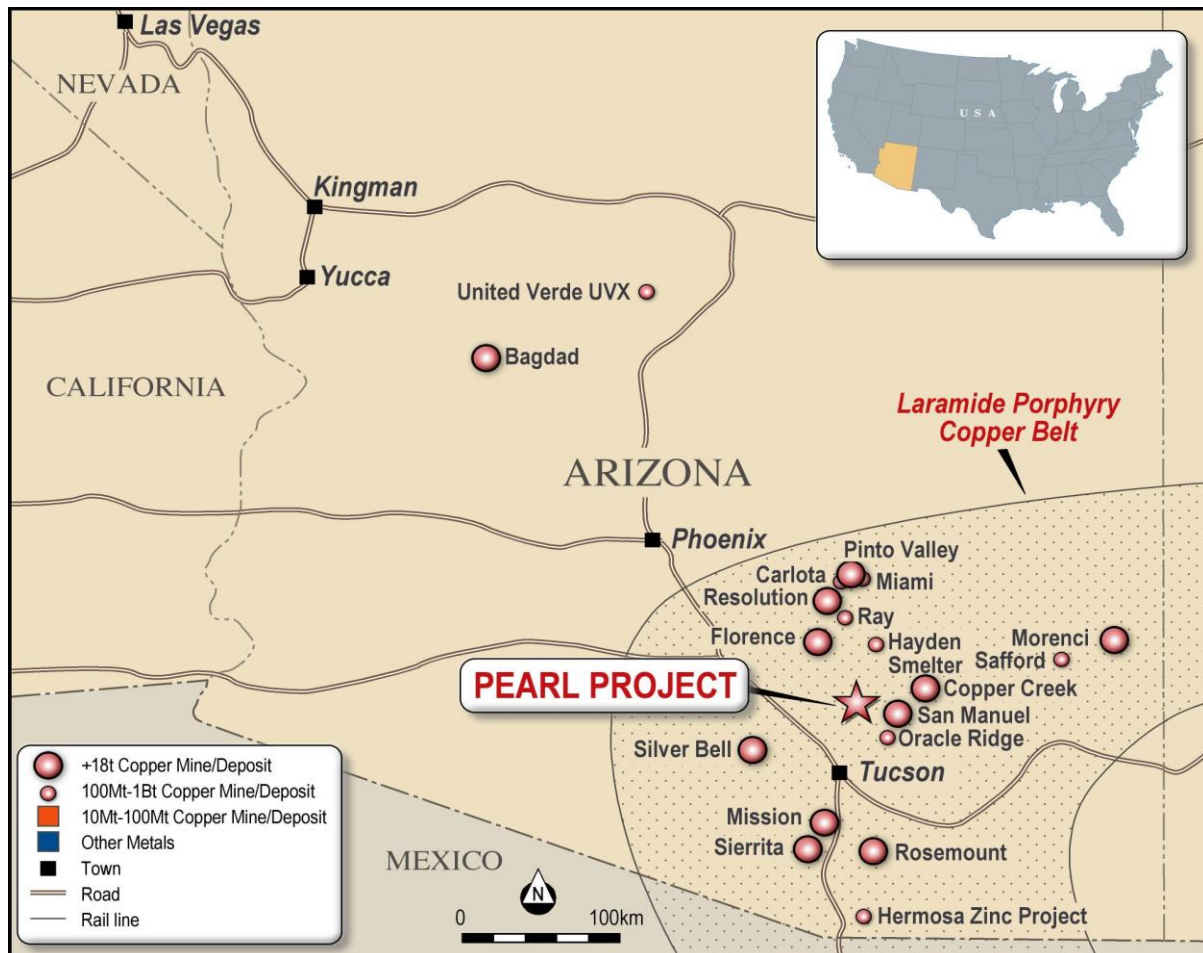 Las Vegas
NEVADA
USA
Kingman
Yucca
United Verde UVX
Bagdad
CALIFORNIA
Laramide Porphyry
Copper Belt
ARIZONA
Phoenix
Pinto Valley
Carlota
Miami
Resolution
Ray
Florence
Hayden
Smelter
Morenci
Safford
PEARL PROJECT
Copper Creek
San Manuel
Oracle Ridge
Silver Bell
Tucson
Mission
Sierrita
Rosemount
MEXICO
Hermosa Zinc Project
+18t Copper Mine/Deposit
100Mt-1Bt Copper Mine/Deposit
10Mt-100Mt Copper Mine/Deposit
Other Metals
Town
Road
Rail line
N
0 100km